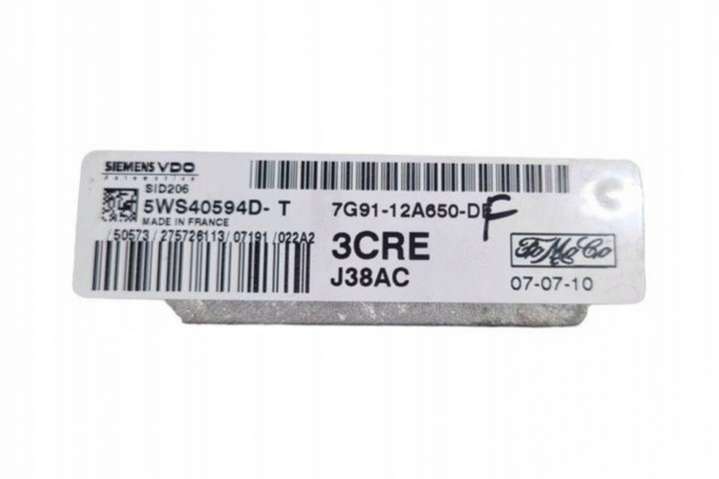 SIEMENS VDO
Automotive
SID206
5WS40594D- T
MADE IN FRANCE
/50573/275726113/07191/022A2
7G91-12A650-D F
3CRE
J38AC
FoMoCo
07-07-10